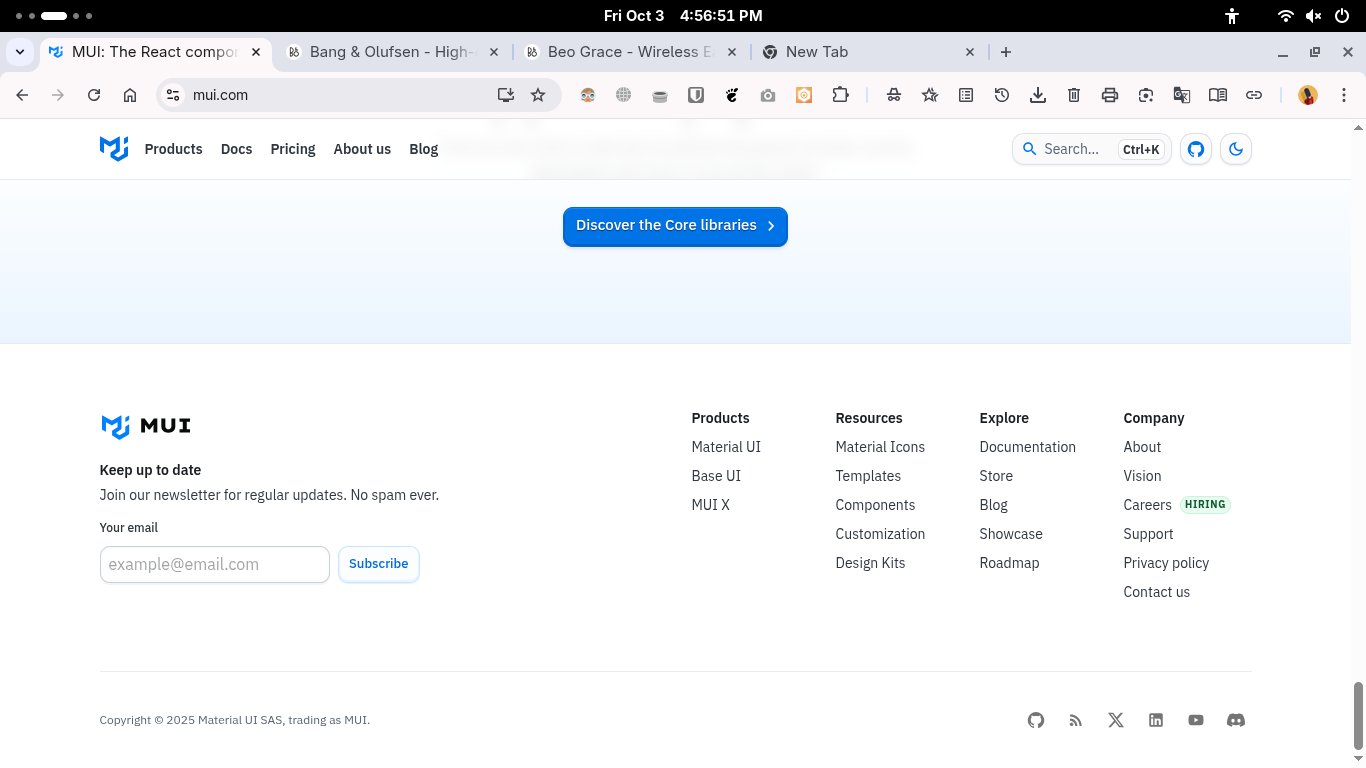 Fri Oct 3 4:56:51 PM
MUI: The React compo
Bang & Olufsen - High-
Beo Grace - Wireless E
New Tab
mui.com
Products
Docs
Pricing
About us
Blog
Search...
Ctrl+K
Discover the Core libraries
MUI
Keep up to date
Join our newsletter for regular updates. No spam ever.
Your email
example@email.com
Subscribe
Products
Material UI
Base UI
MUI X
Resources
Material Icons
Templates
Components
Customization
Design Kits
Explore
Documentation
Store
Blog
Showcase
Roadmap
Company
About
Vision
Careers HIRING
Support
Privacy policy
Contact us
Copyright © 2025 Material UI SAS, trading as MUI.